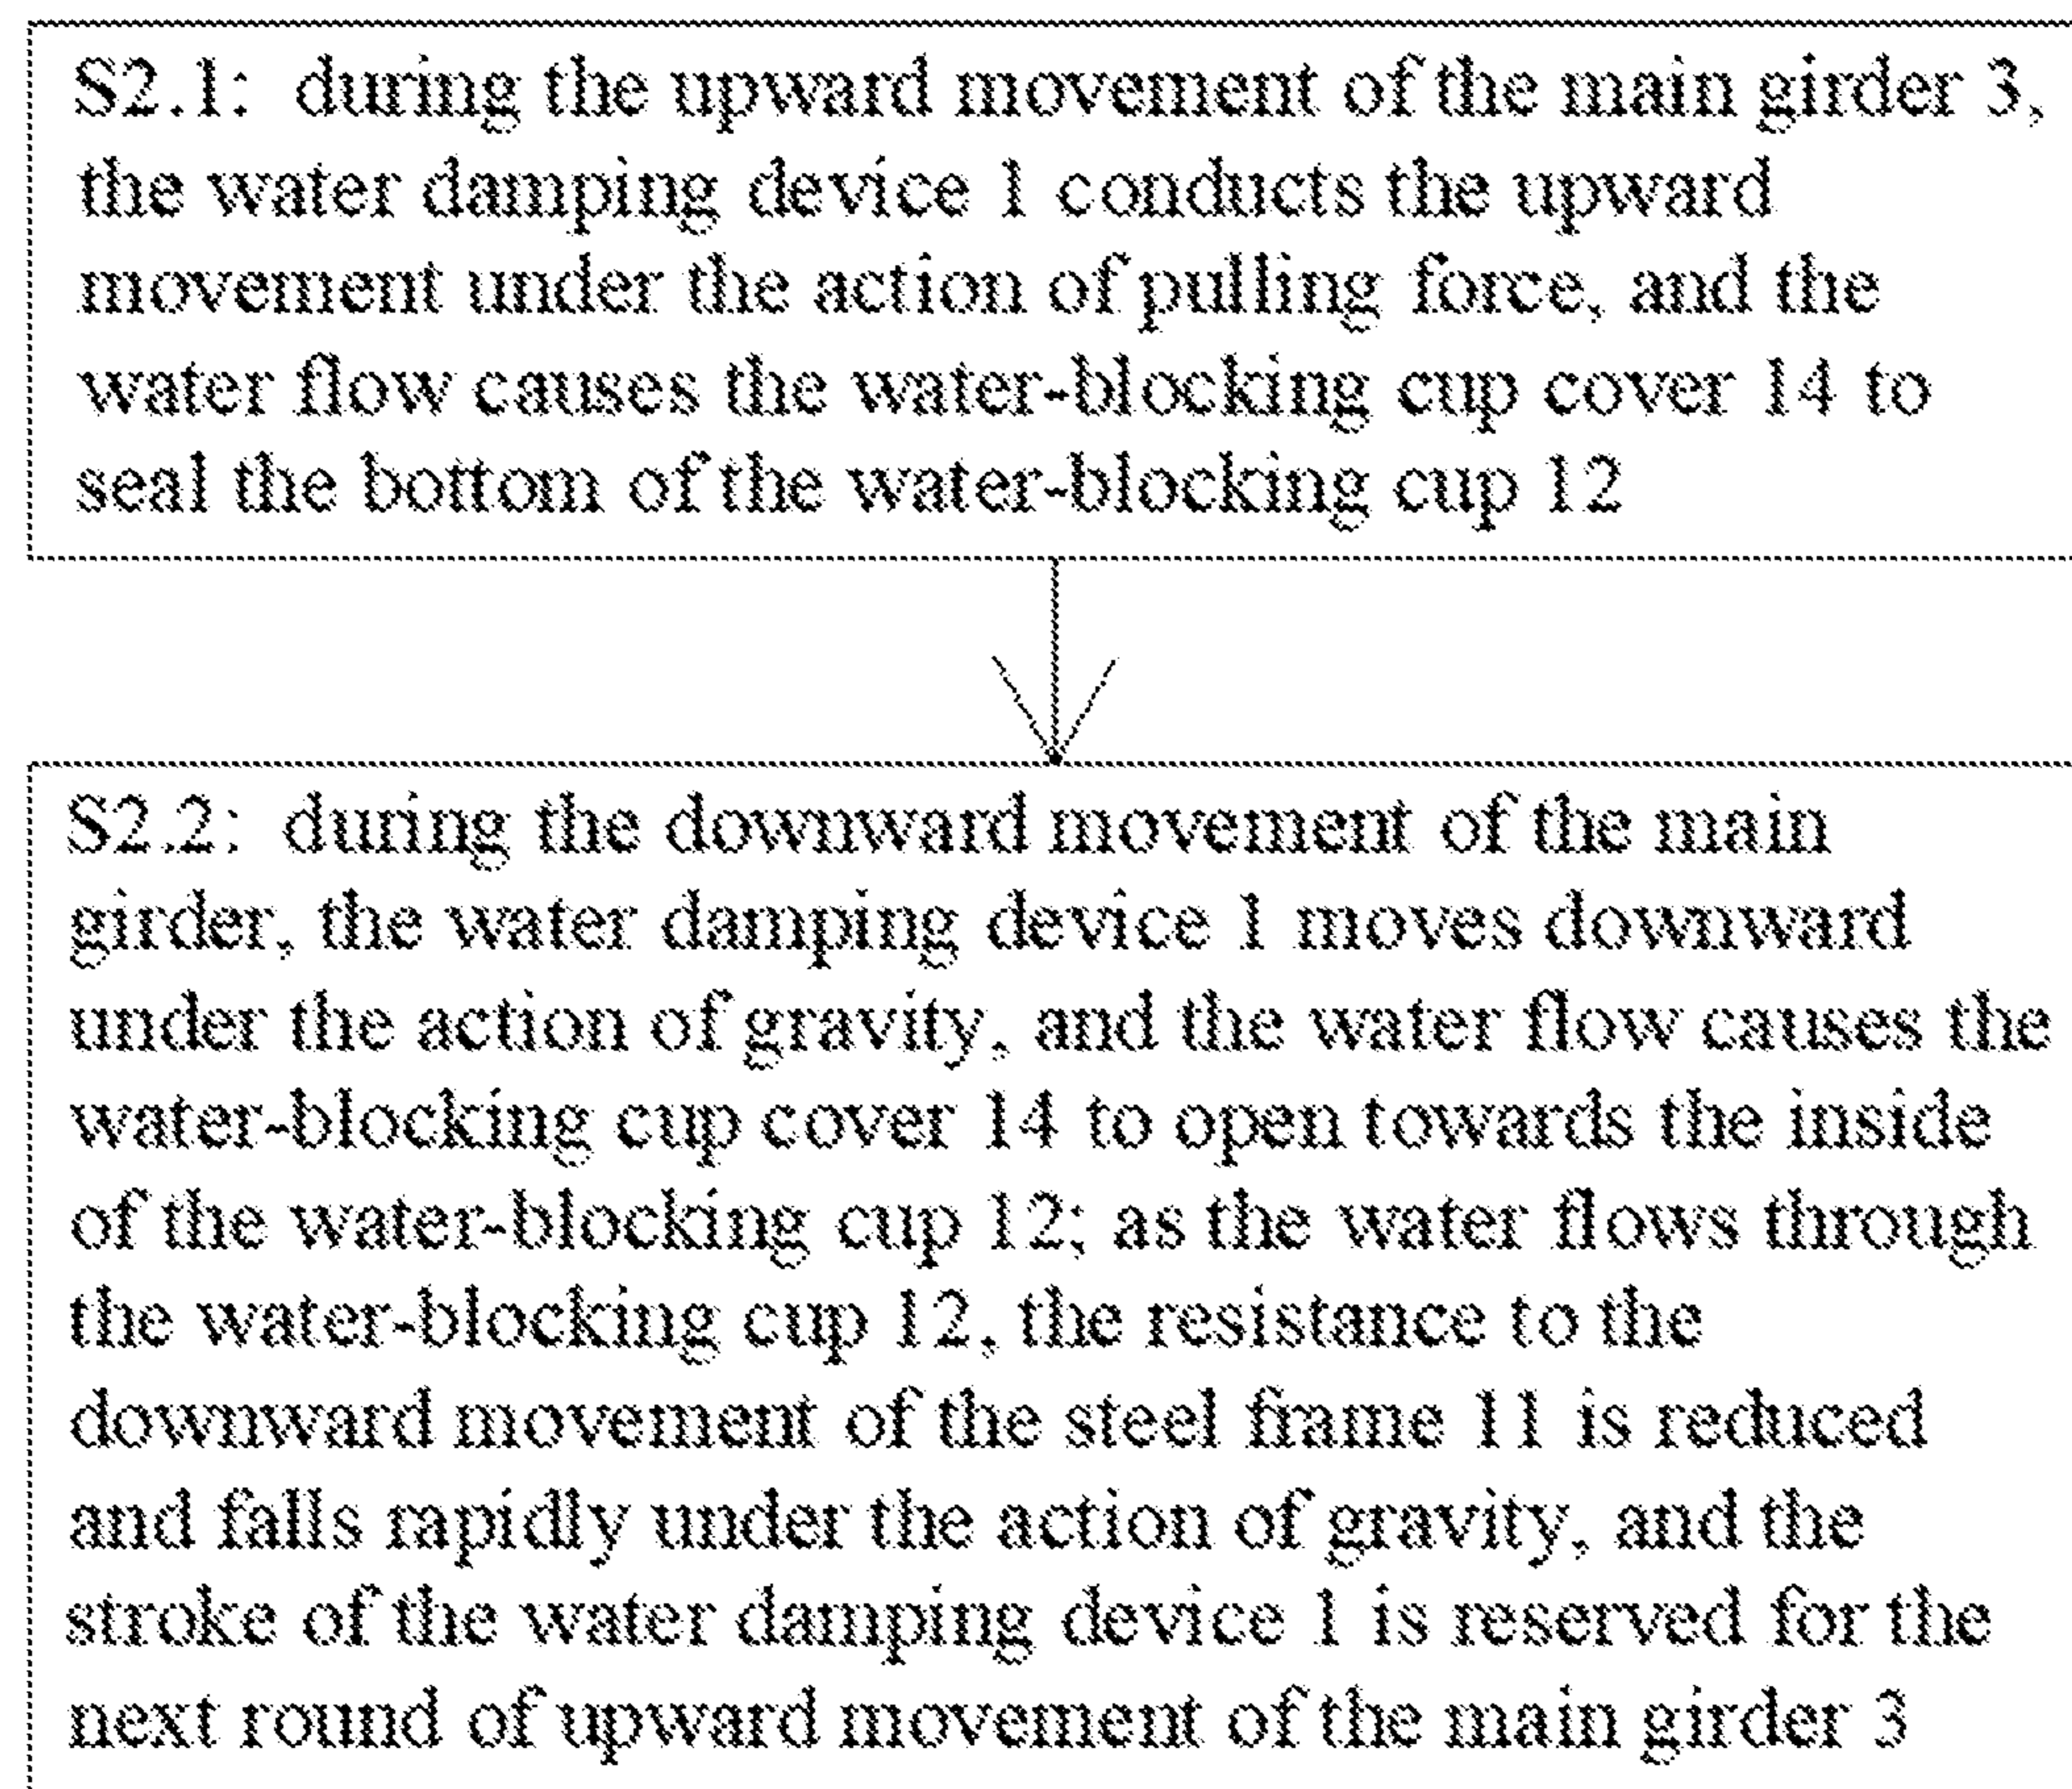 S2.1: during the upward movement of the main girder 3,
the water damping device 1 conducts the upward
movement under the action of pulling force, and the
water flow causes the water-blocking cup cover 14 to
seal the bottom of the water-blocking cup 12
S2.2: during the downward movement of the main
girder, the water damping device 1 moves downward
under the action of gravity, and the water flow causes the
water-blocking cup cover 14 to open towards the inside
of the water-blocking cup 12; as the water flows through
the water-blocking cup 12, the resistance to the
downward movement of the steel frame 11 is reduced
and falls rapidly under the action of gravity, and the
stroke of the water damping device 1 is reserved for the
next round of upward movement of the main girder 3